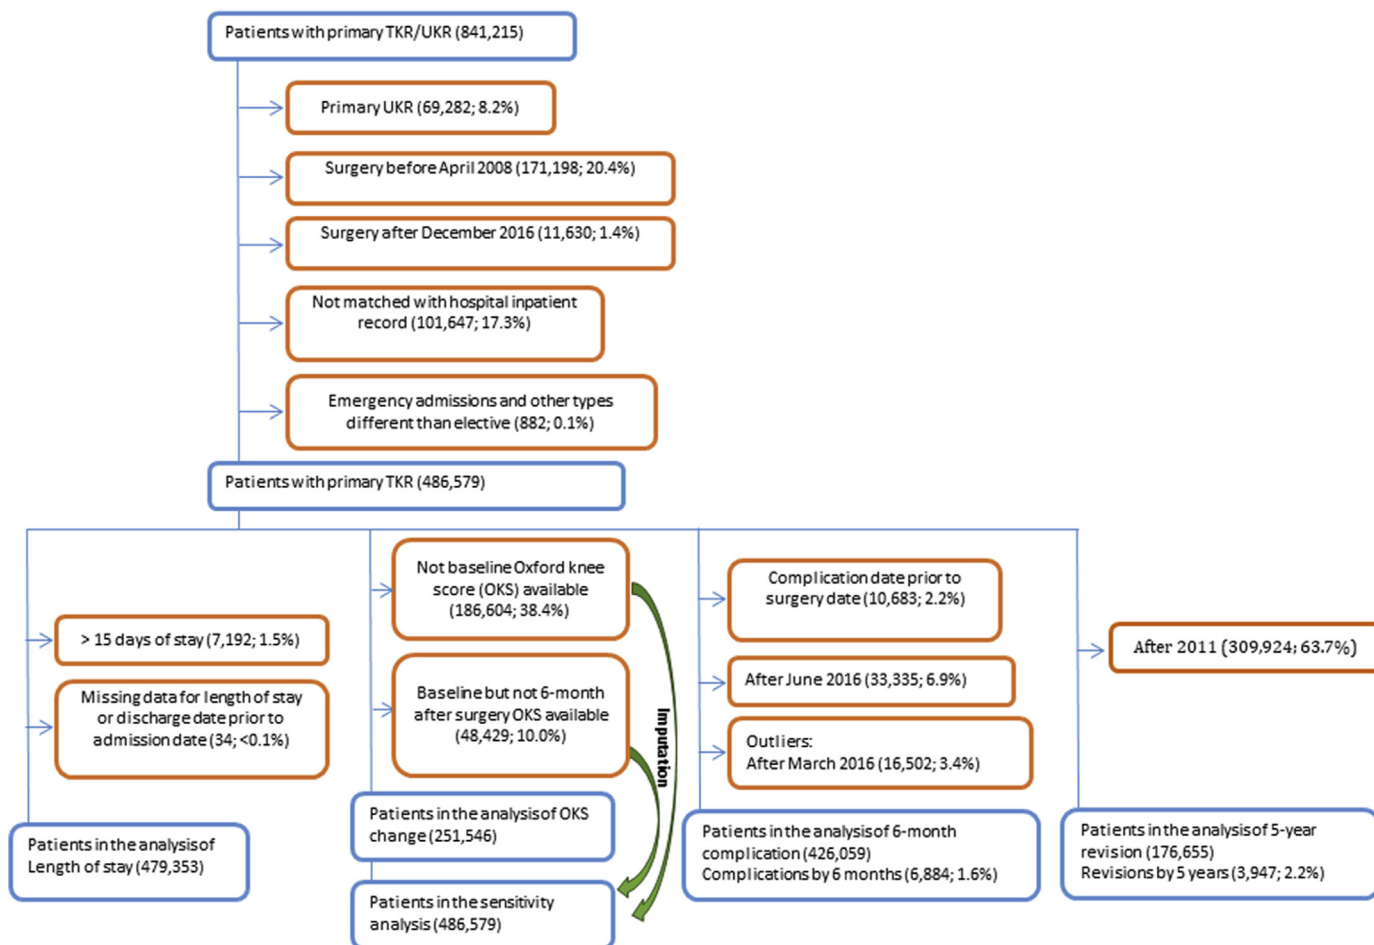 Patients with primary TKR/UKR (841,215)
Primary UKR (69,282; 8.2%)
Surgery before April 2008 (171,198; 20.4%)
Surgery after December 2016 (11,630; 1.4%)
Not matched with hospital inpatient
record (101,647; 17.3%)
Emergency admissions and other types
different than elective (882; 0.1%)
Patients with primary TKR (486,579)
> 15 days of stay (7,192; 1.5%)
Missing data for length of stay
or discharge date prior to
admission date (34; <0.1%)
Patients in the analysis of
Length of stay (479,353)
Not baseline Oxford knee
score (OKS) available
(186,604; 38.4%)
Baseline but not 6-month
after surgery OKS available
(48,429; 10.0%)
Imputation
Patients in the analysis of OKS
change (251,546)
Patients in the sensitivity
analysis (486,579)
Complication date prior to
surgery date (10,683; 2.2%)
After June 2016 (33,335; 6.9%)
Outliers:
After March 2016 (16,502; 3.4%)
Patients in the analysis of 6-month
complication (426,059)
Complications by 6 months (6,884; 1.6%)
After 2011 (309,924; 63.7%)
Patients in the analysis of 5-year
revision (176,655)
Revisions by 5 years (3,947; 2.2%)